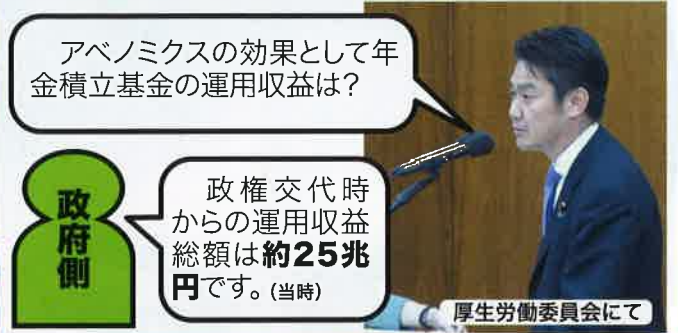 アベノミクスの効果として年
金積立基金の運用収益は？
政府側
政権交代時
からの運用収益
総額は約25兆
円です。(当時)
厚生労働委員会にて